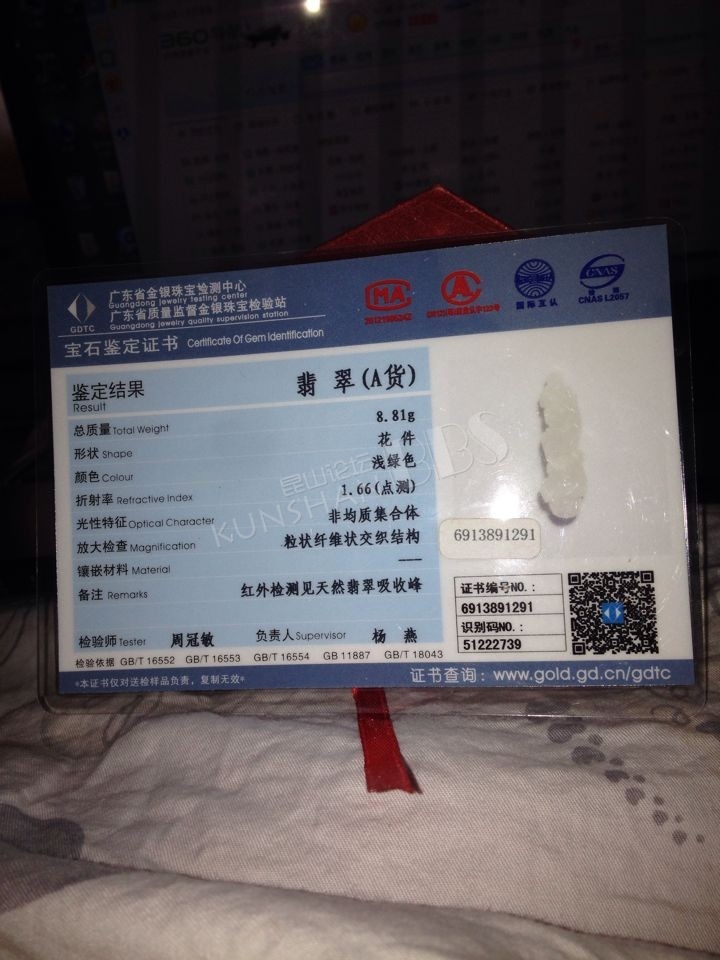 360
GDTC
广东省金银珠宝检测中心
Guangdong jewelry testing center
广东省质量监督金银珠宝检验站
Guangdong jewelry quality supervision station
宝石鉴定证书 Certificate Of Gem Identification
MA
国际互认
CNAS
CNAS L2057
鉴定结果 翡翠(A货)
Result
总质量 Total Weight 8.81g
形状 Shape 花件
颜色 Colour 浅绿色
折射率 Refractive Index 1.66(点测)
光性特征 Optical Character 非均质集合体
放大检查 Magnification 粒状纤维状交织结构
镶嵌材料 Material ——
备注 Remarks 红外检测见天然翡翠吸收峰
检验师 Tester 周冠敏 负责人 Supervisor 杨燕
检验依据 GB/T 16552 GB/T 16553 GB/T 16554 GB 11887 GB/T 18043
*本证书仅对送检样品负责，复制无效*
6913891291
证书编号NO.:
6913891291
识别码NO.:
51222739
证书查询: www.gold.gd.cn/gdtc
昆山论坛
KUNSHAN BBS